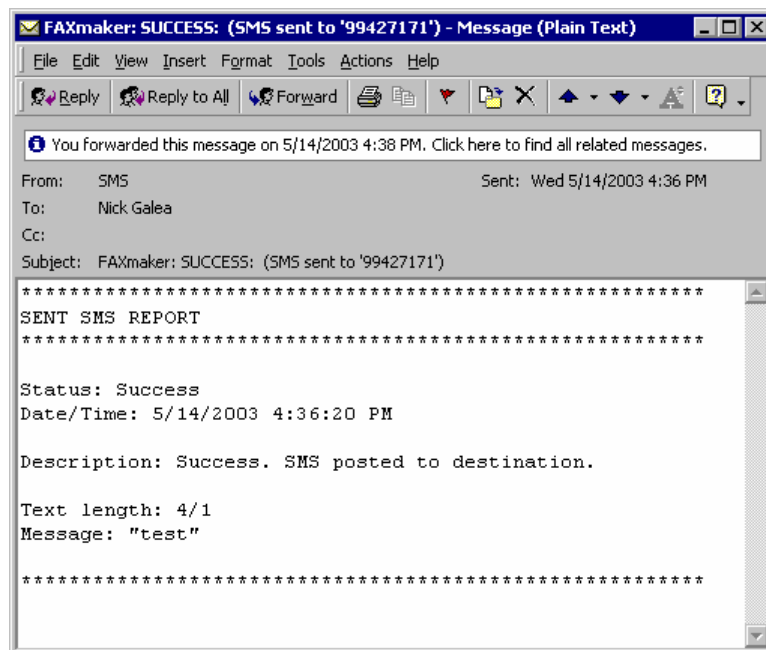 FAXmaker: SUCCESS: (SMS sent to '99427171') - Message (Plain Text)
File Edit View Insert Format Tools Actions Help
Reply Reply to All Forward
You forwarded this message on 5/14/2003 4:38 PM. Click here to find all related messages.
From: SMS Sent: Wed 5/14/2003 4:36 PM
To: Nick Galea
Cc:
Subject: FAXmaker: SUCCESS: (SMS sent to '99427171')
*********************************************************
SENT SMS REPORT
*********************************************************
Status: Success
Date/Time: 5/14/2003 4:36:20 PM
Description: Success. SMS posted to destination.
Text length: 4/1
Message: "test"
*********************************************************